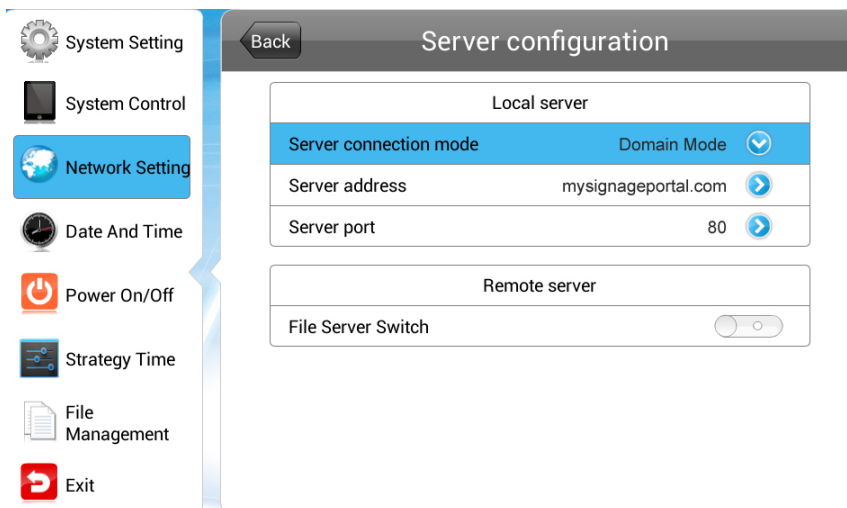 System Setting
System Control
Network Setting
Date And Time
Power On/Off
Strategy Time
File
Management
Exit
Back
Server configuration
Local server
Server connection mode Domain Mode
Server address mysignageportal.com
Server port 80
Remote server
File Server Switch